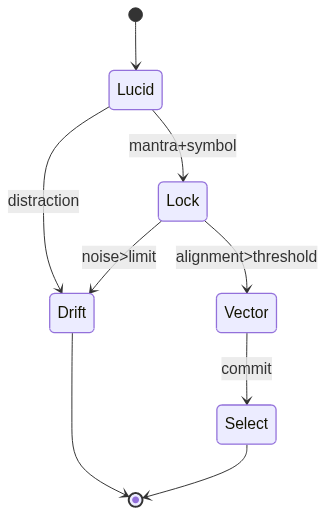 Lucid
mantra+symbol
distraction
Lock
noise>limit
alignment>threshold
Drift
Vector
commit
Select